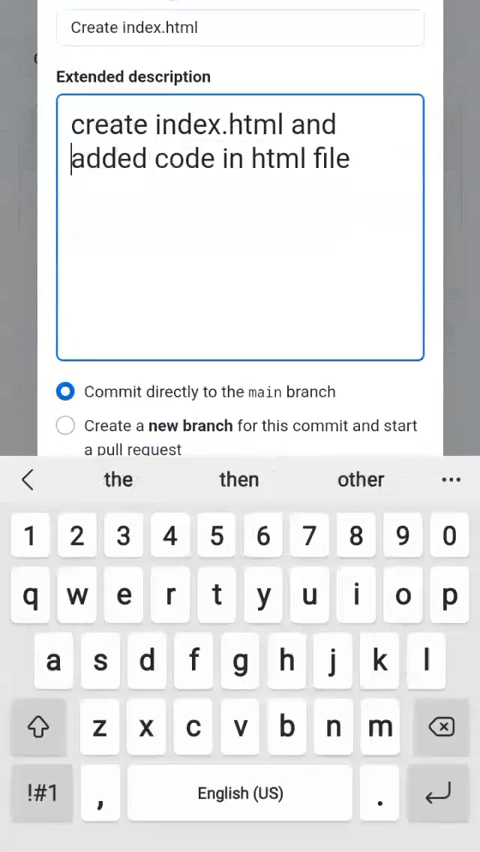 Create index.html
Extended description
create index.html and
added code in html file
Commit directly to the main branch
Create a new branch for this commit and start
a pull request
the then other
1 2 3 4 5 6 7 8 9 0
q w e r t y u i o p
a s d f g h j k l
z x c v b n m
!#1 , English (US) .